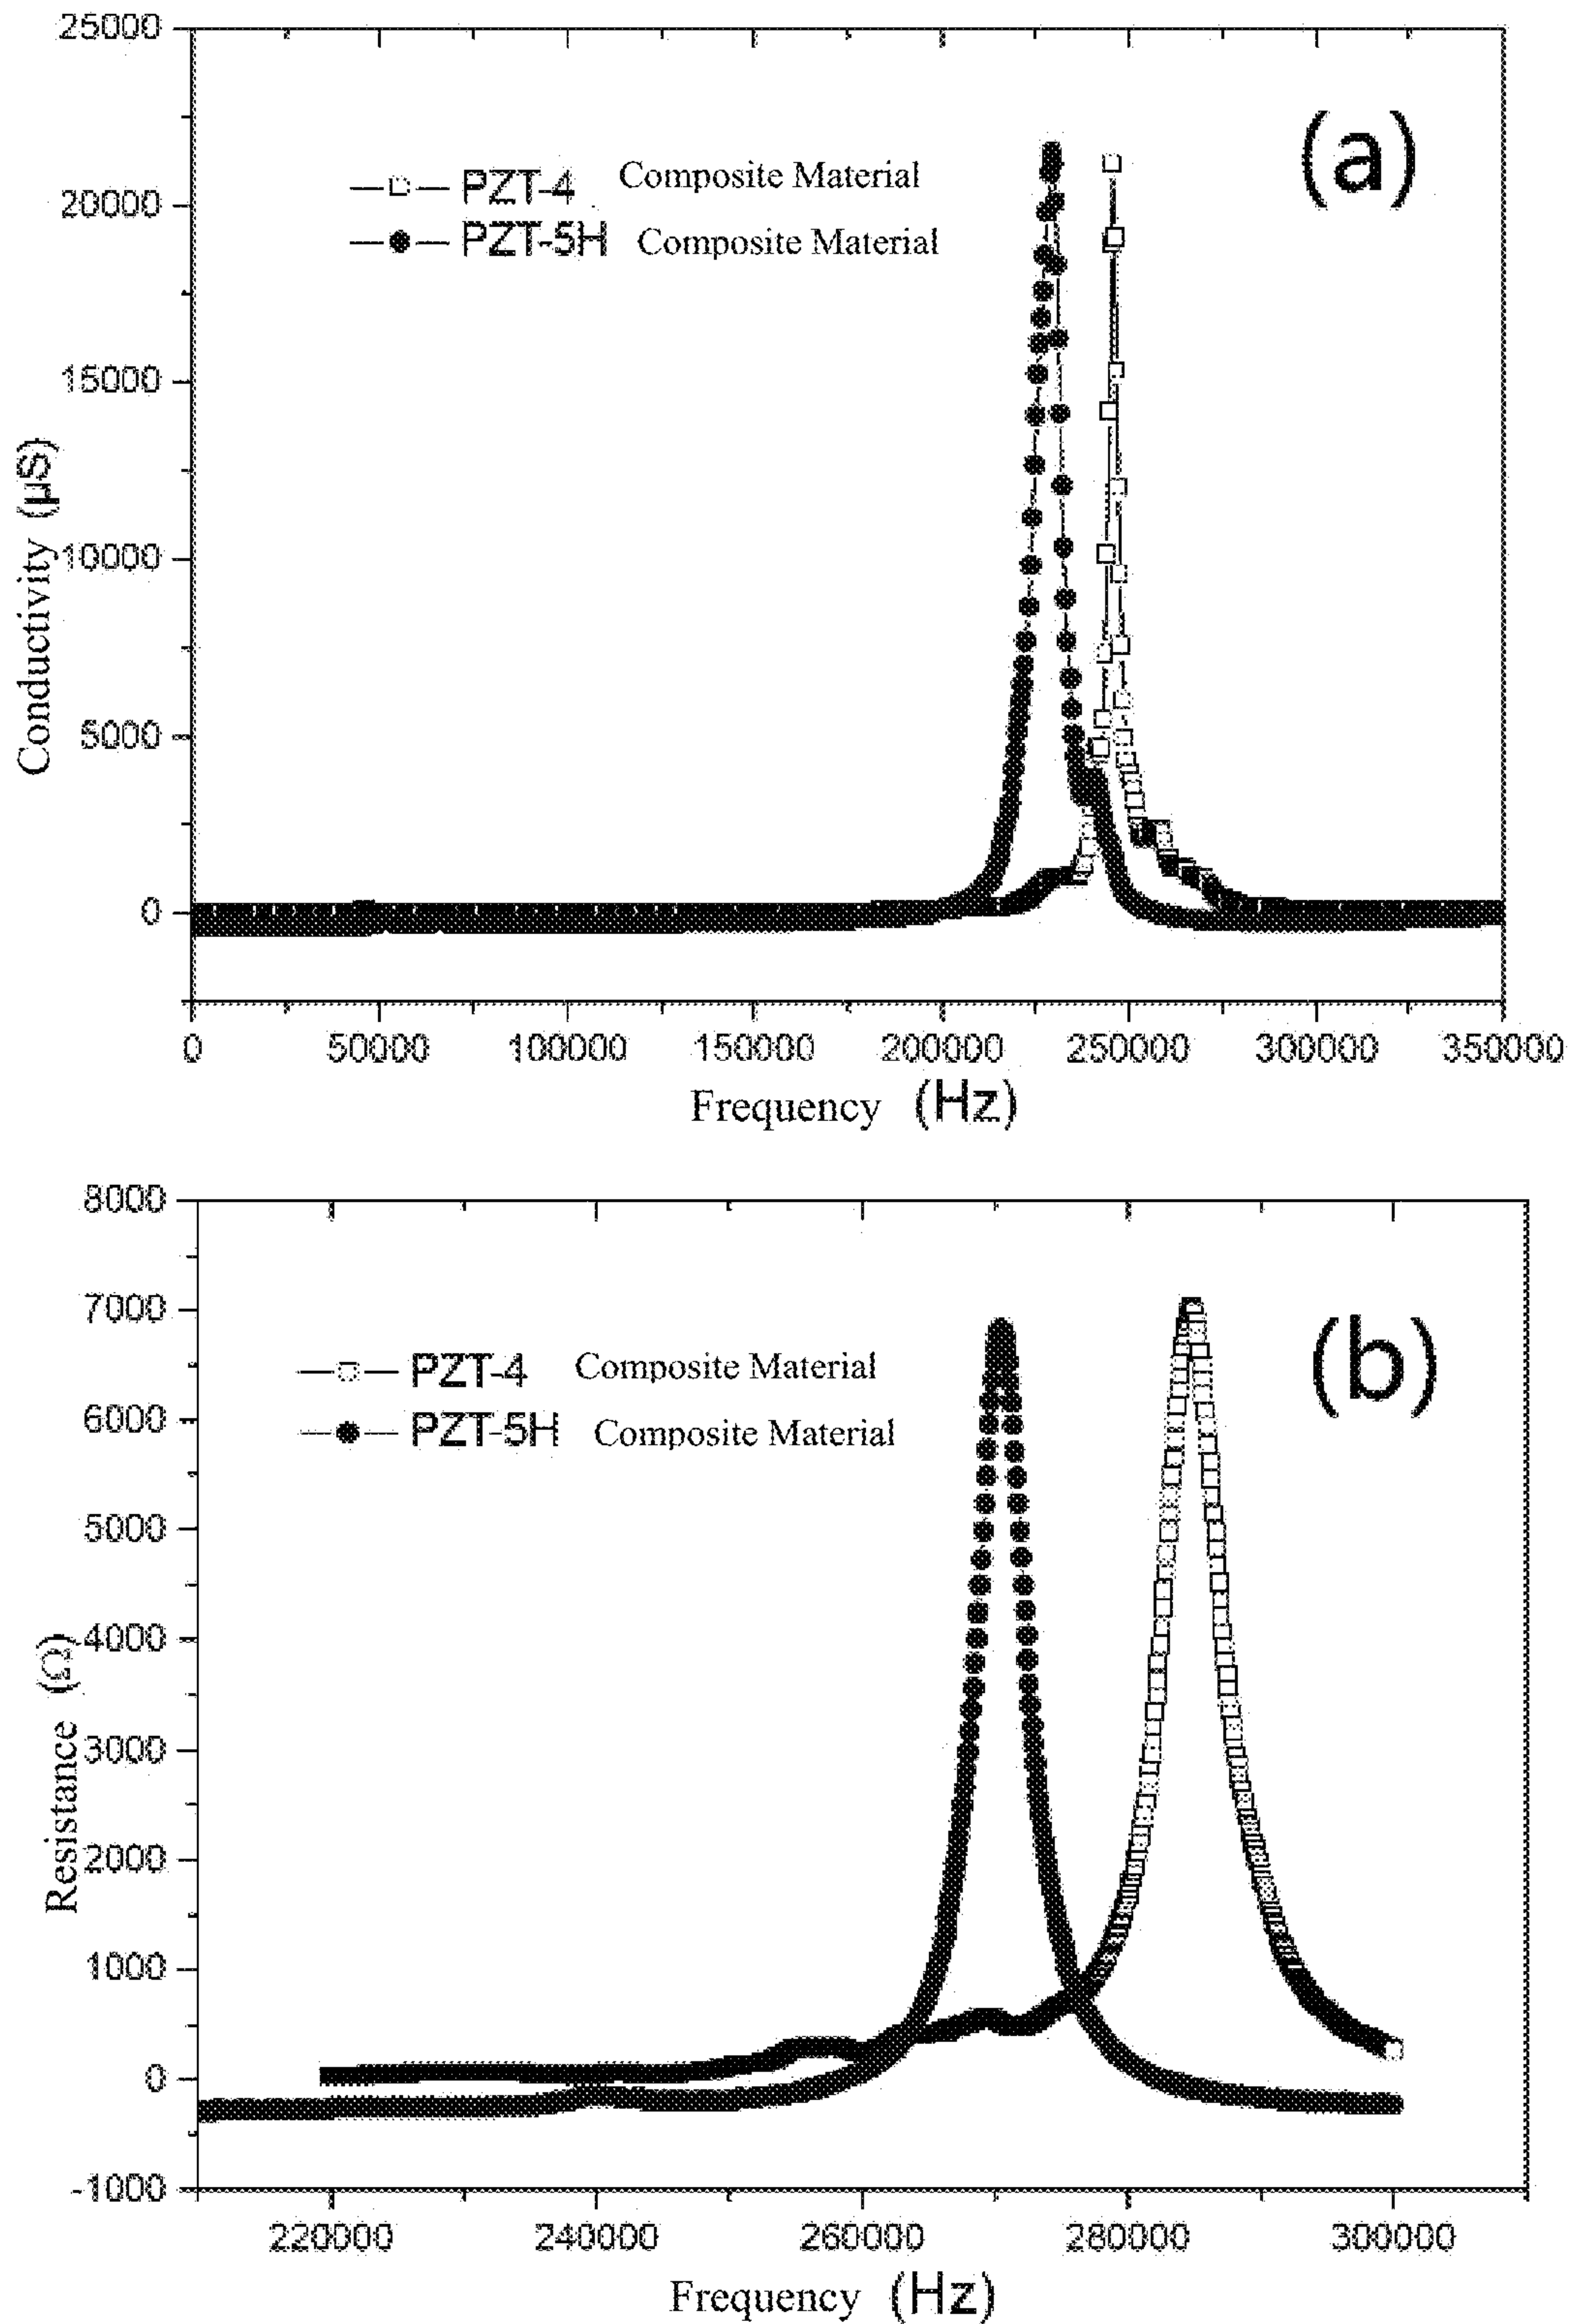 25000
(a)
PZT-4 Composite Material
20000
PZT-5H Composite Material
15000
Conductivity (μS)
10000
5000
0
0 50000 100000 150000 200000 250000 300000 350000
Frequency (Hz)
8000
7000
(b)
PZT-4 Composite Material
6000
PZT-5H Composite Material
5000
4000
Resistance (Ω)
3000
2000
1000
0
-1000
220000 240000 260000 280000 300000
Frequency (Hz)